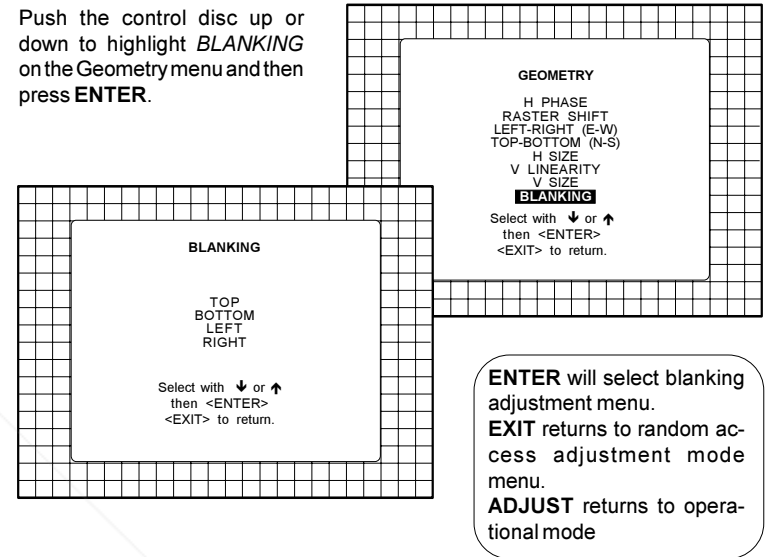 Push the control disc up or
down to highlight BLANKING
on the Geometry menu and then
press ENTER.
GEOMETRY
H PHASE
RASTER SHIFT
LEFT-RIGHT (E-W)
TOP-BOTTOM (N-S)
H SIZE
V LINEARITY
V SIZE
BLANKING
Select with ↓ or ↑
then <ENTER>
<EXIT> to return.
BLANKING
TOP
BOTTOM
LEFT
RIGHT
Select with ↓ or ↑
then <ENTER>
<EXIT> to return.
ENTER will select blanking
adjustment menu.
EXIT returns to random ac-
cess adjustment mode
menu.
ADJUST returns to opera-
tional mode